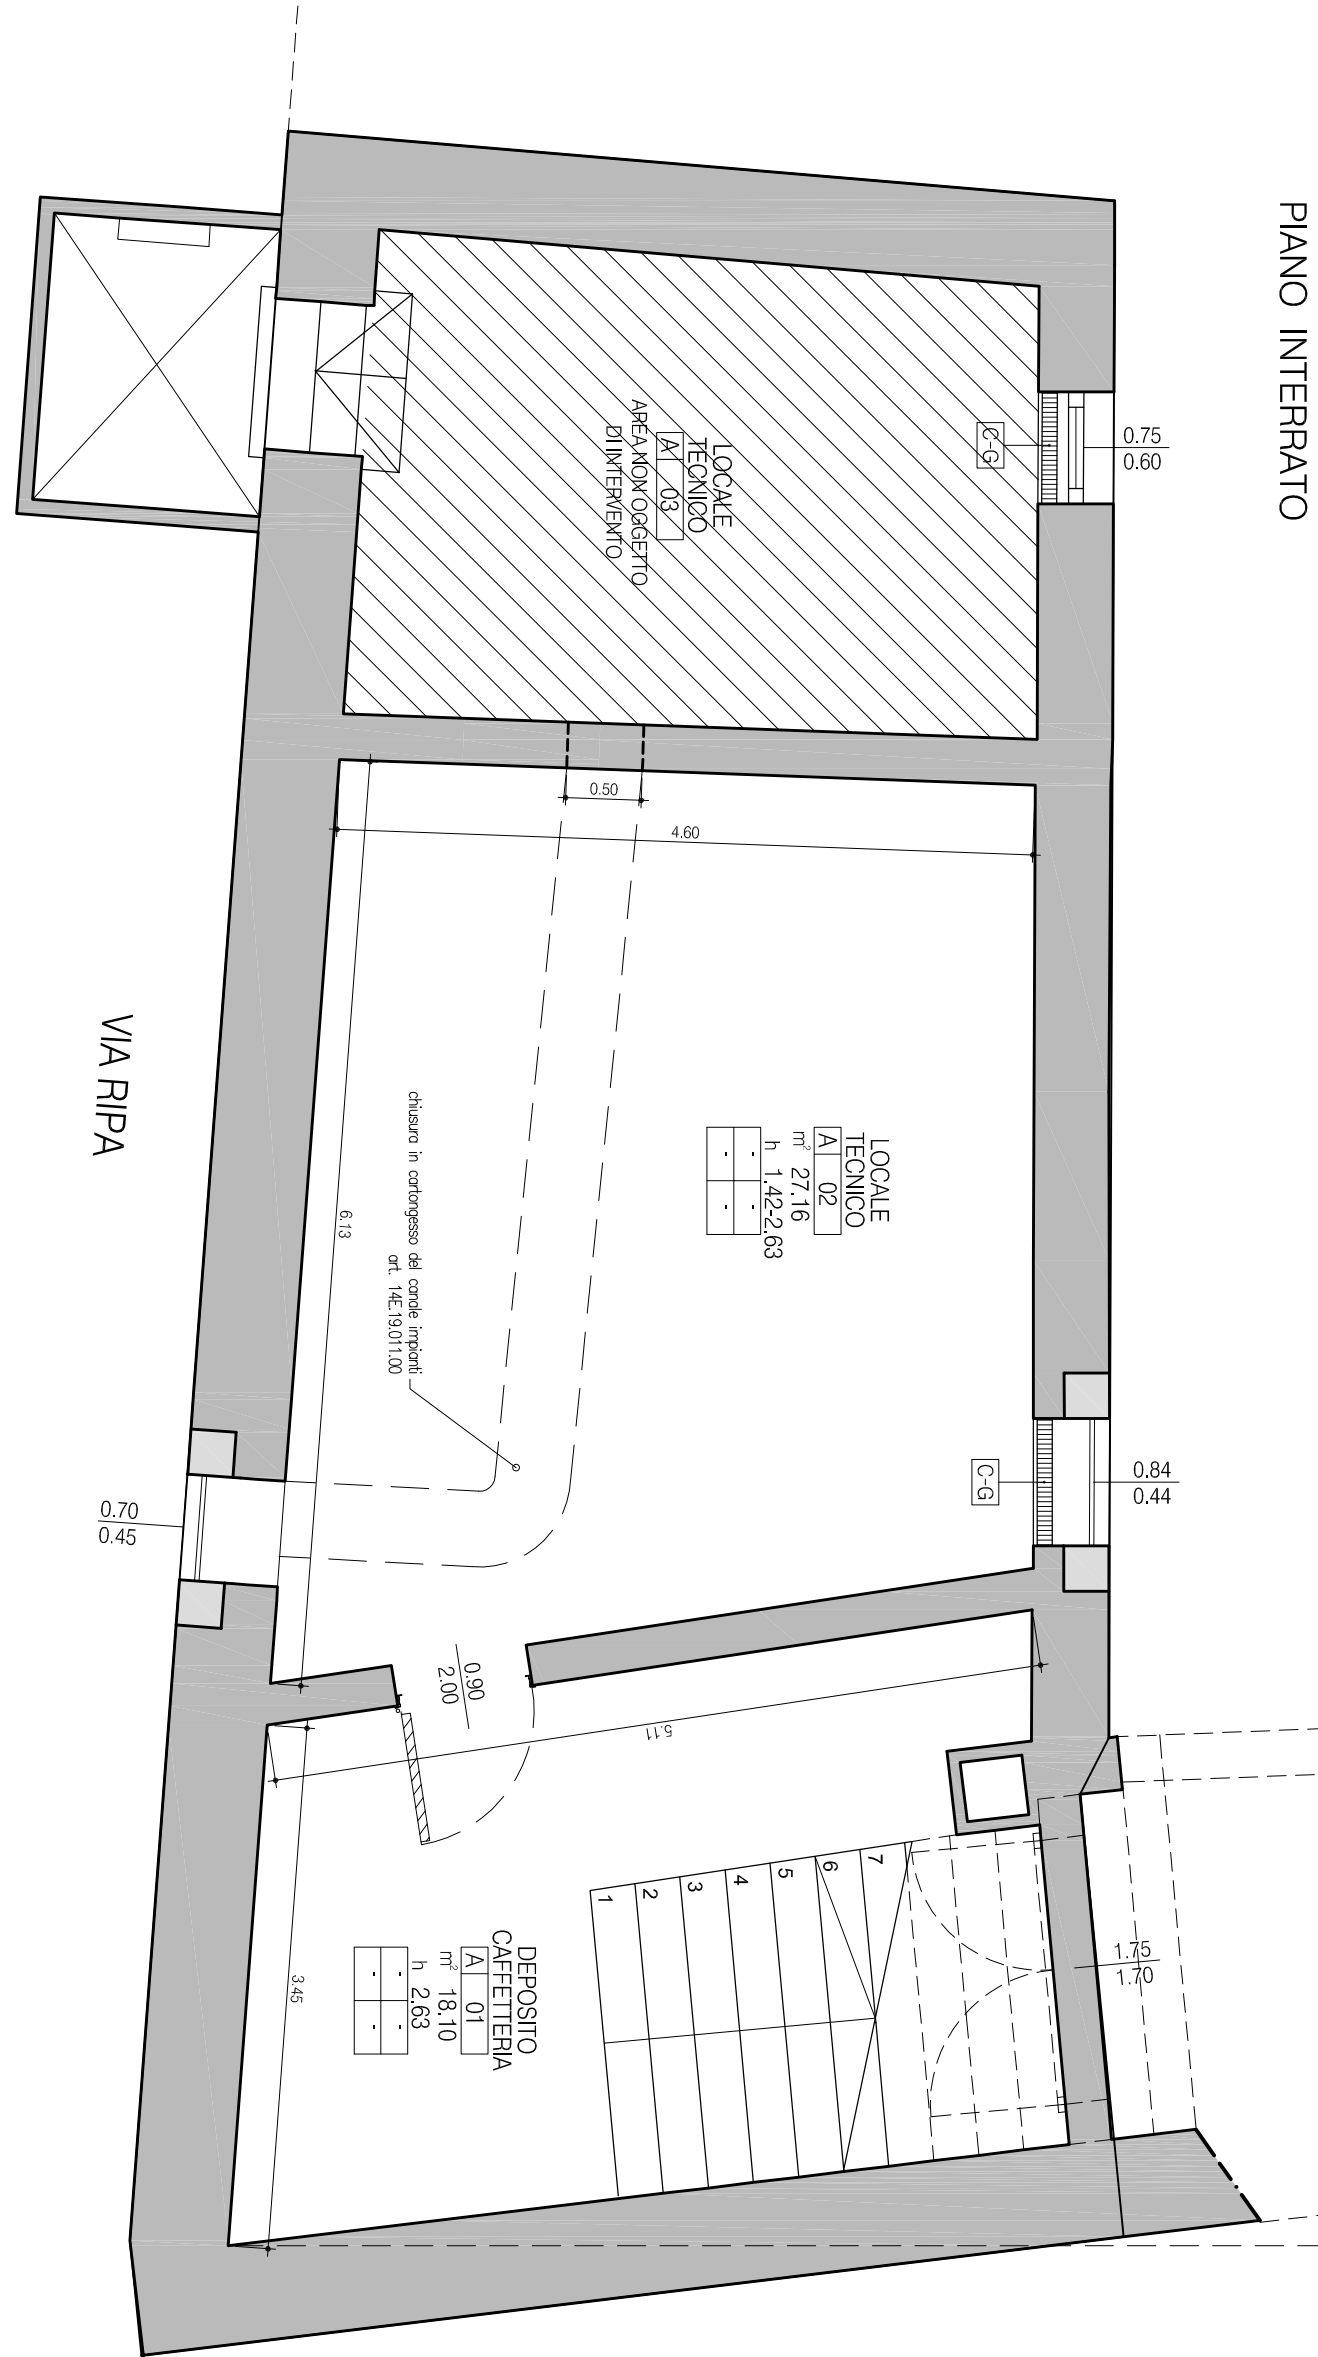 PIANO INTERRATO
0.75
0.60
C-G
LOCALE
TECNICO
A 03
AREA NON OGGETTO
DI INTERVENTO
0.50
4.60
6.13
LOCALE
TECNICO
A 02
m² 27.16
h 1.42-2.63
- -
- -
chiusura in cartongesso del canale impianti
art. 14E.19.011.00
VIA RIPA
0.84
0.44
C-G
0.70
0.45
0.90
2.00
5.11
3.45
1.75
1.70
7
6
5
4
3
2
1
DEPOSITO
CAFFETTERIA
A 01
m² 18.10
h 2.63
- -
- -